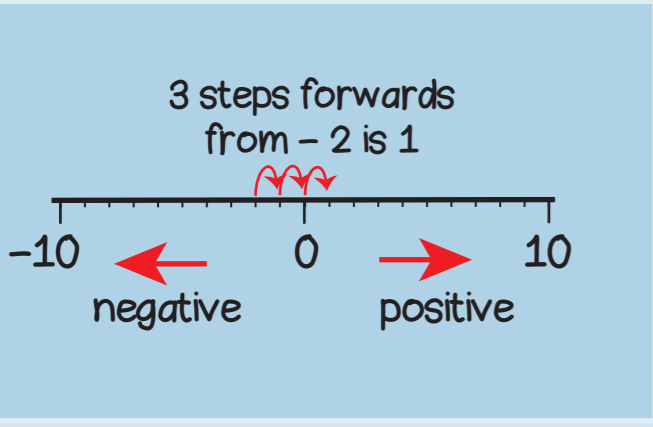 3 steps forwards
from – 2 is 1
–10 0 10
negative positive